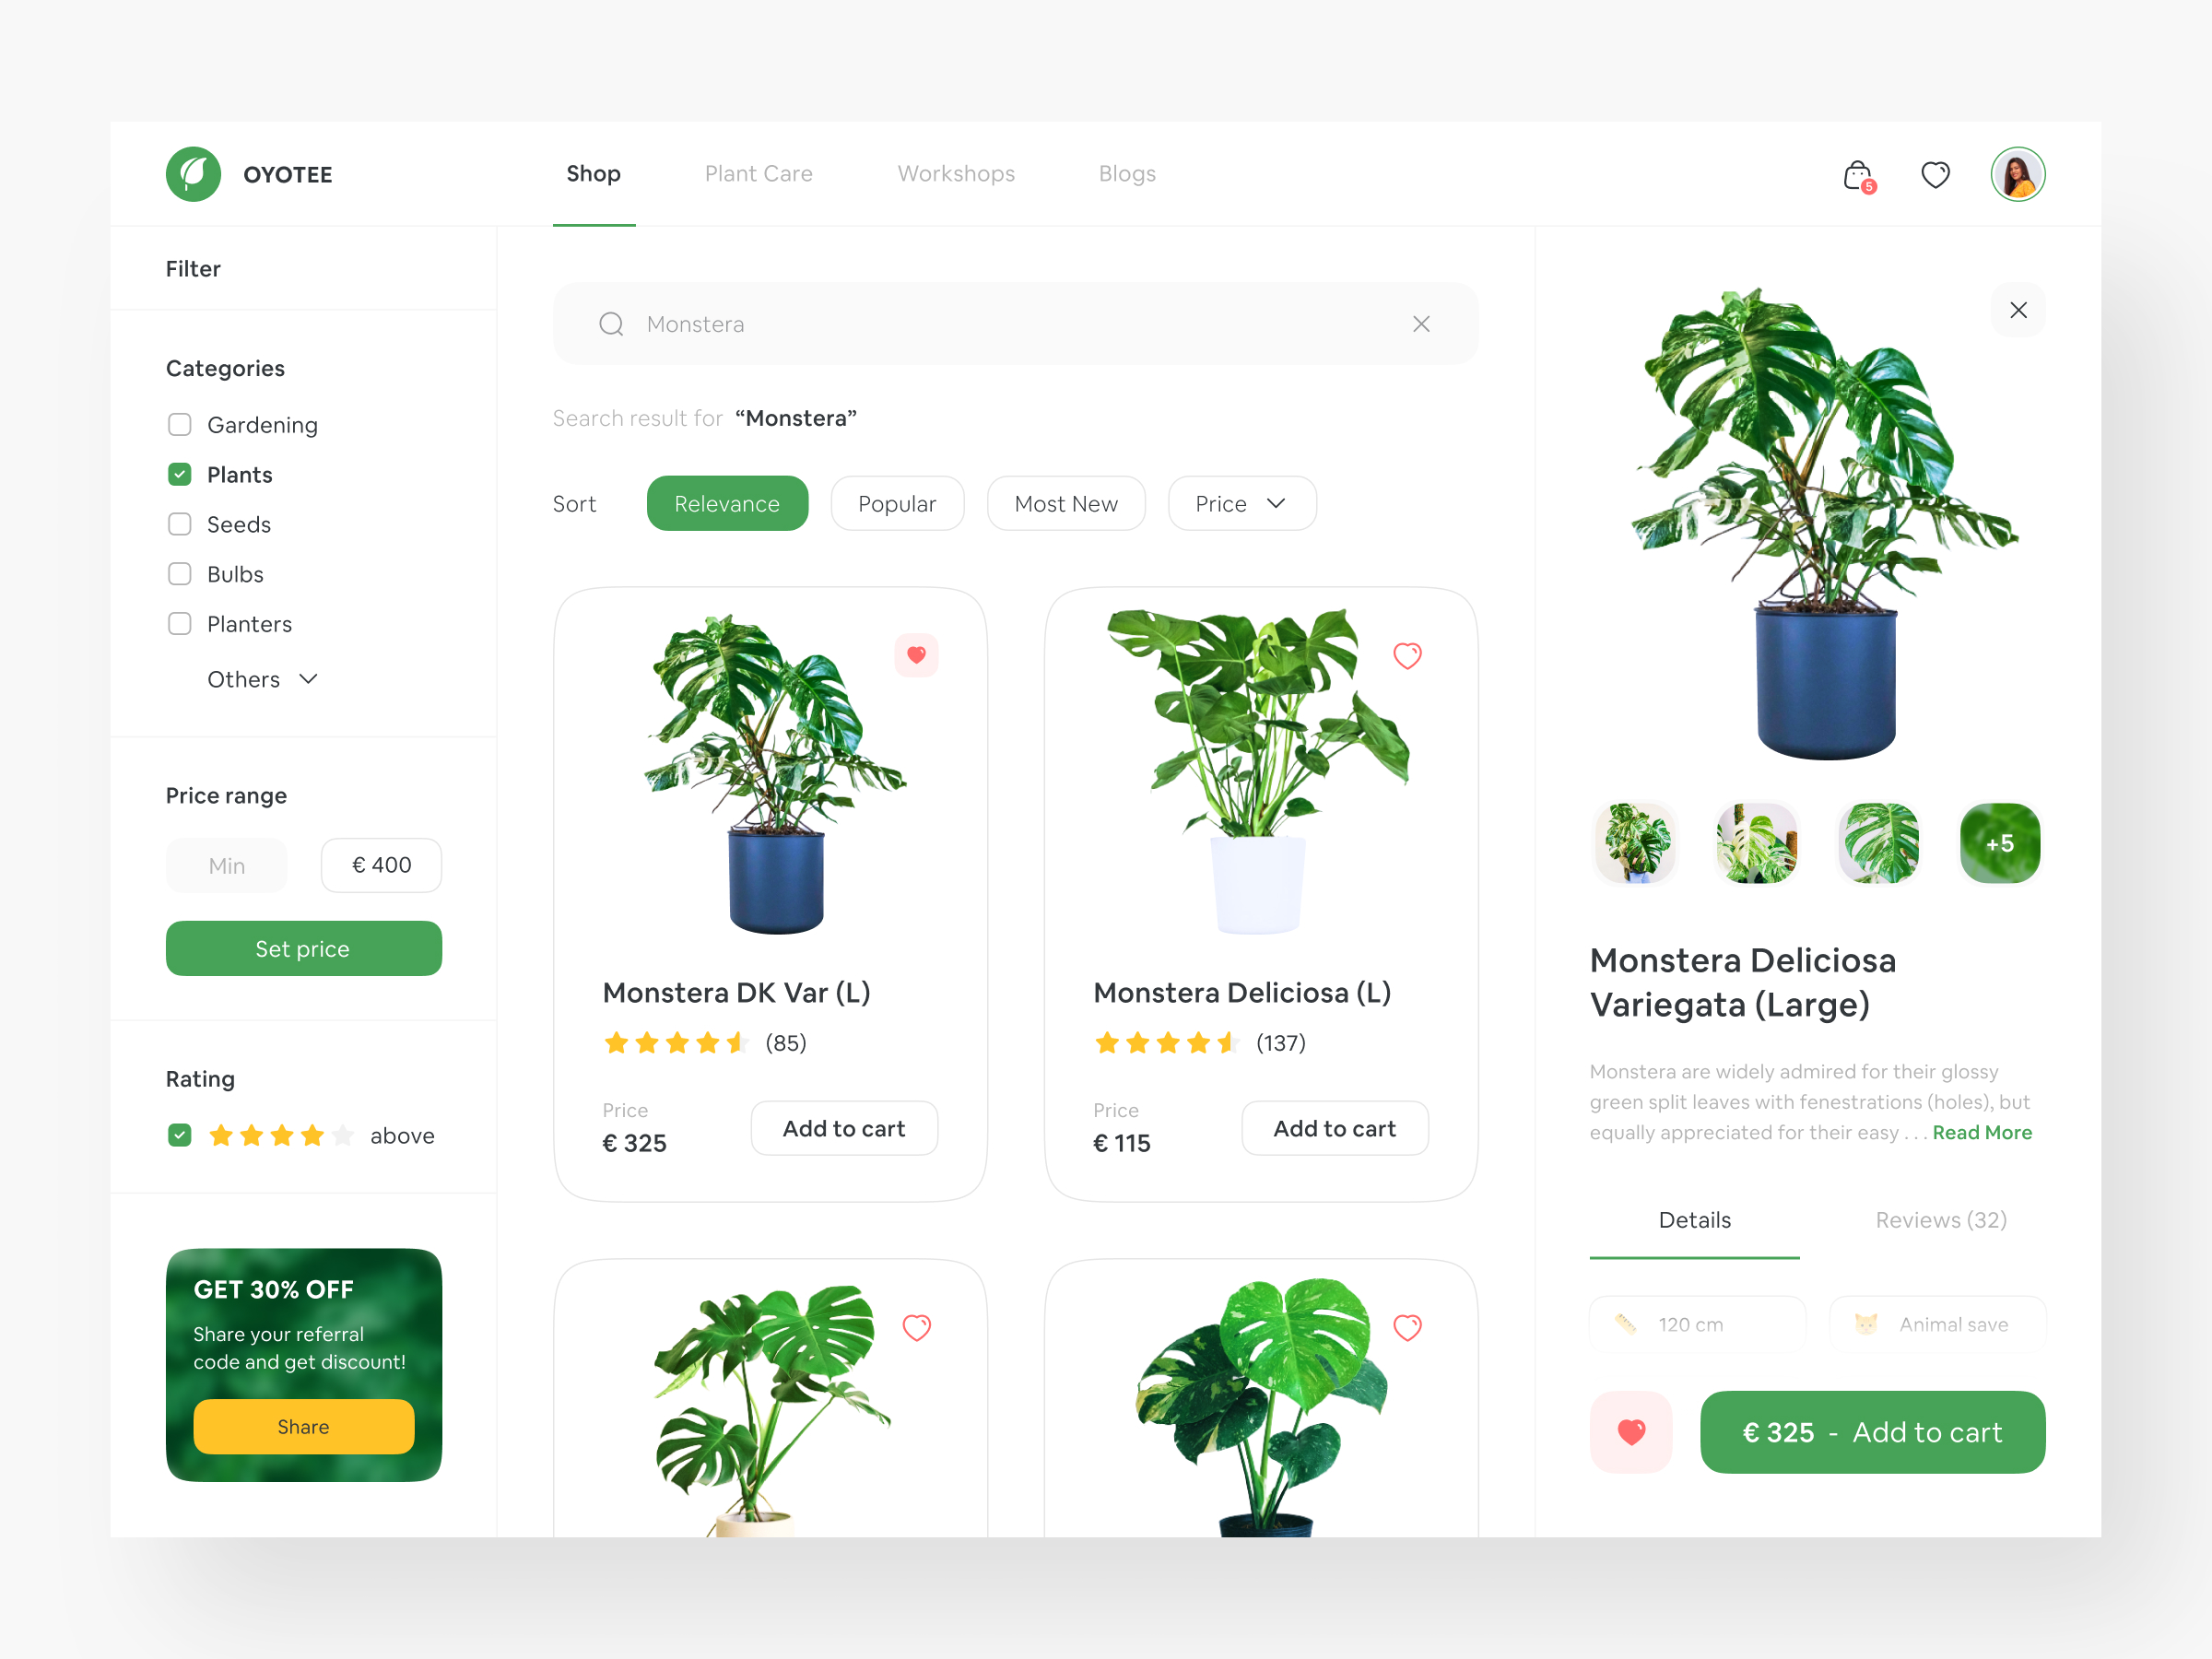 OYOTEE
Shop
Plant Care
Workshops
Blogs
5
Filter
Categories
Gardening
Plants
Seeds
Bulbs
Planters
Others
Price range
Min
€ 400
Set price
Rating
above
GET 30% OFF
Share your referral
code and get discount!
Share
Monstera
Search result for “Monstera”
Sort
Relevance
Popular
Most New
Price
Monstera DK Var (L)
(85)
Price
€ 325
Add to cart
Monstera Deliciosa (L)
(137)
Price
€ 115
Add to cart
+5
Monstera Deliciosa
Variegata (Large)
Monstera are widely admired for their glossy
green split leaves with fenestrations (holes), but
equally appreciated for their easy . . . Read More
Details
Reviews (32)
120 cm
Animal save
€ 325 - Add to cart